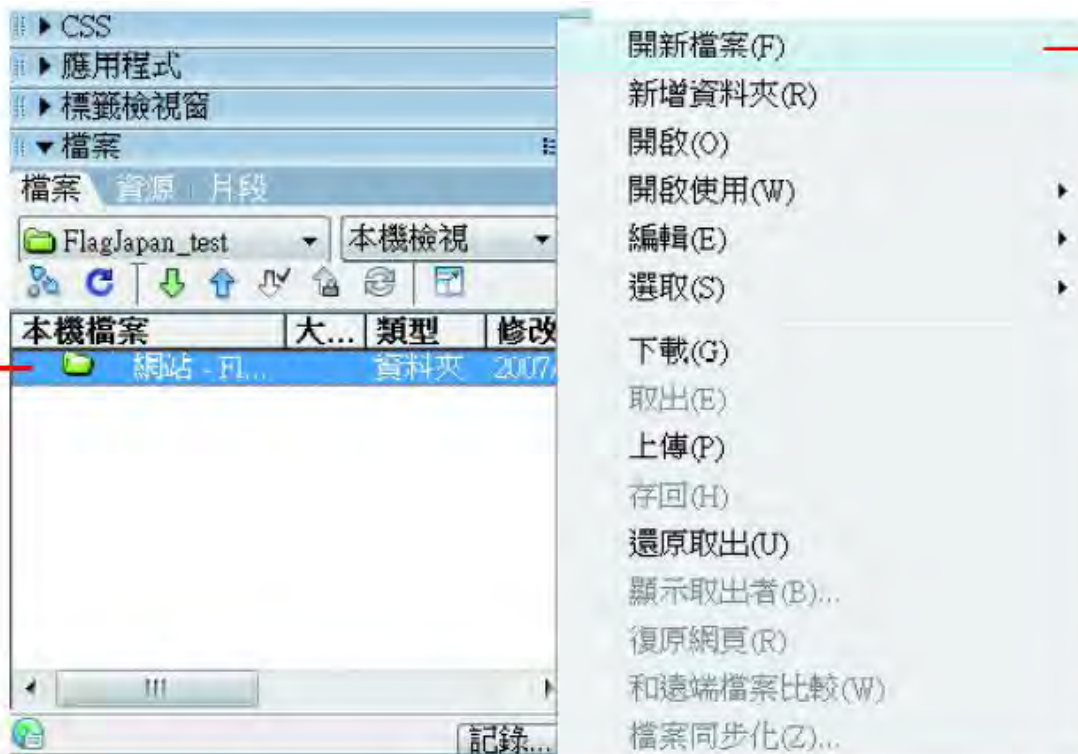 CSS
應用程式
標籤檢視窗
檔案
檔案 資源 片段
FlagJapan_test 本機檢視
本機檔案 大... 類型 修改
網站 - Fl... 資料夾 2007/
記錄...
開新檔案(F)
新增資料夾(R)
開啟(O)
開啟使用(W)
編輯(E)
選取(S)
下載(G)
取出(E)
上傳(P)
存回(H)
還原取出(U)
顯示取出者(B)...
復原網頁(R)
和遠端檔案比較(W)
檔案同步化(Z)...